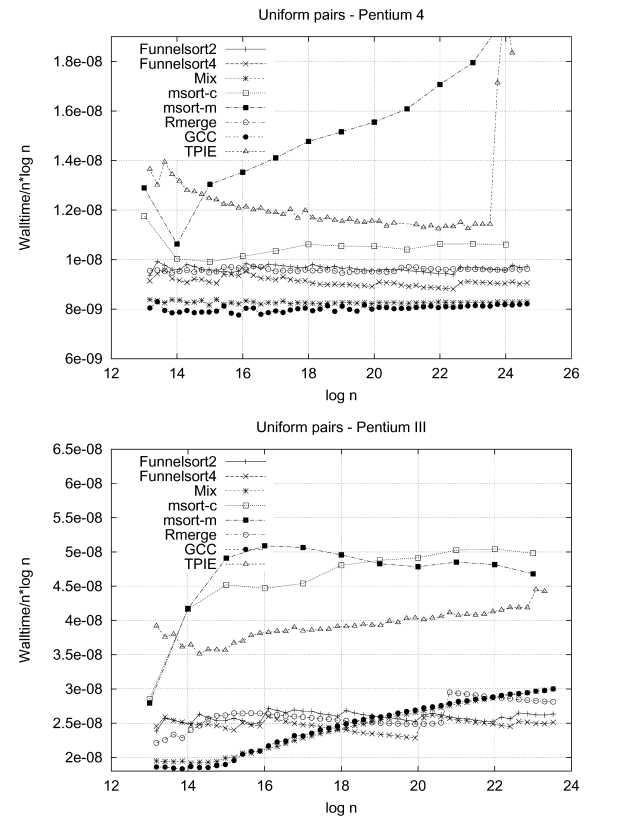 Uniform pairs - Pentium 4
Walltime/n*log n
1.8e-08
1.6e-08
1.4e-08
1.2e-08
1e-08
8e-09
6e-09
Funnelsort2
Funnelsort4
Mix
msort-c
msort-m
Rmerge
GCC
TPIE
12 14 16 18 20 22 24 26
log n
Uniform pairs - Pentium III
Walltime/n*log n
6.5e-08
6e-08
5.5e-08
5e-08
4.5e-08
4e-08
3.5e-08
3e-08
2.5e-08
2e-08
Funnelsort2
Funnelsort4
Mix
msort-c
msort-m
Rmerge
GCC
TPIE
12 14 16 18 20 22 24
log n